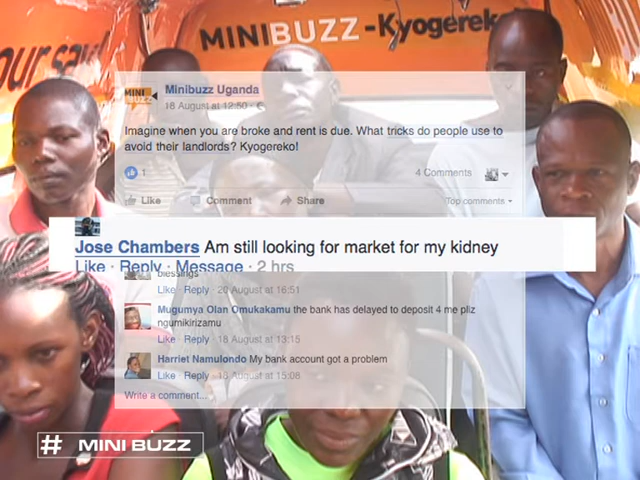 our say!
MINIBUZZ-Kyogereko!
MINI
BUZZ
Minibuzz Uganda
18 August at 12:50
Imagine when you are broke and rent is due. What tricks do people use to
avoid their landlords? Kyogereko!
1
4 Comments
Like Comment Share
Top comments
Jose Chambers Am still looking for market for my kidney
Like · Reply · Message · 2 hrs
blessings
Like · Reply · 20 August at 16:51
Mugumya Olan Omukakamu the bank has delayed to deposit 4 me pliz
ngumikirizamu
Like · Reply · 18 August at 13:15
Harriet Namulondo My bank account got a problem
Like · Reply · 18 August at 15:08
Write a comment...
# MINI BUZZ